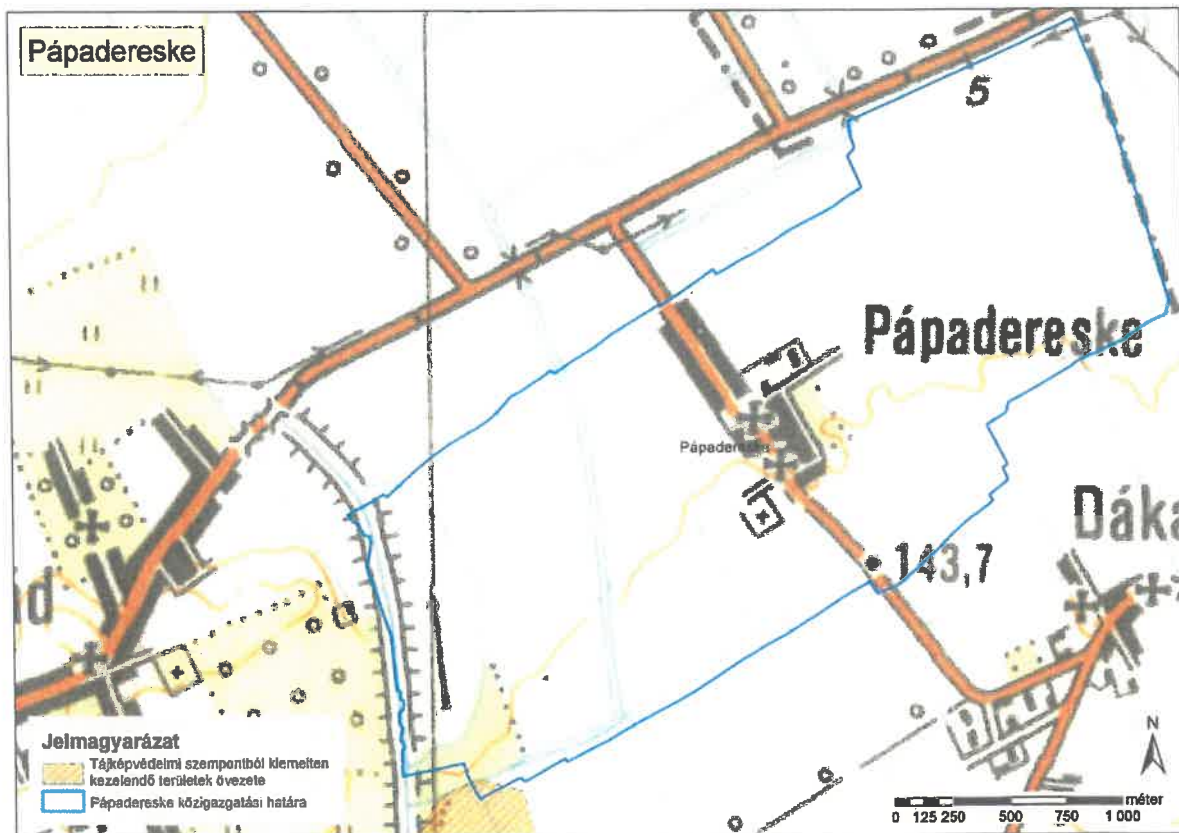 Pápadereske
5
Pápadereske
Pápadereske
Dáka
143,7
d
Jelmagyarázat
Tájképvédelmi szempontból kiemelten
kezelendő területek övezete
Pápadereske közigazgatási határa
N
méter
0 125 250 500 750 1 000